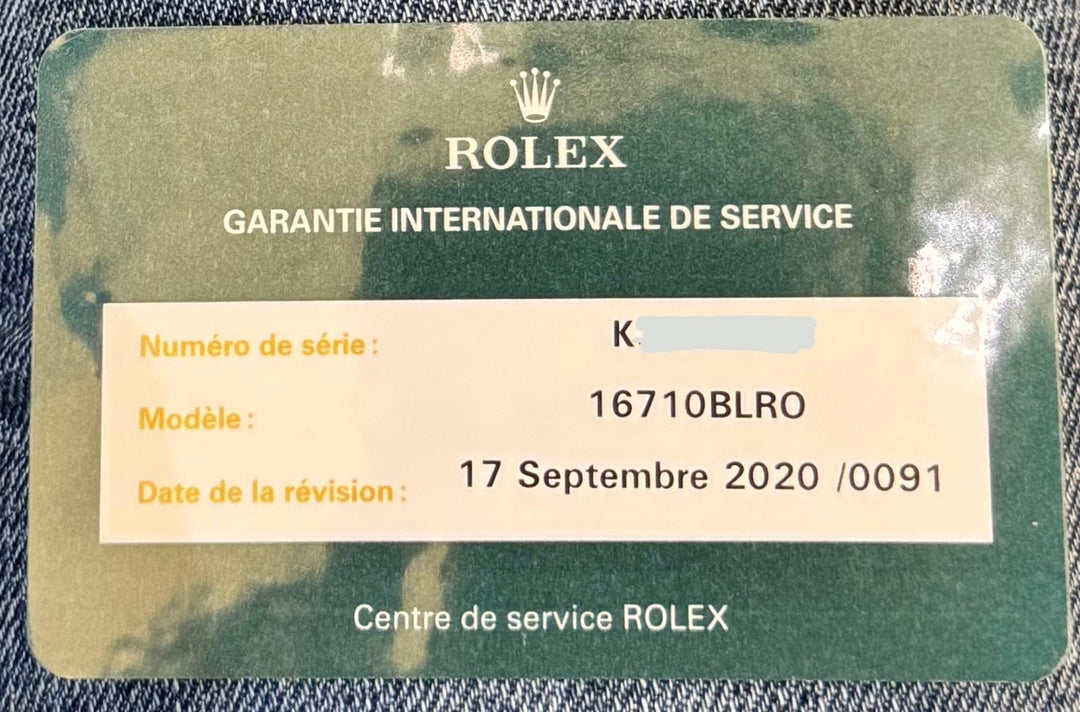 ROLEX
GARANTIE INTERNATIONALE DE SERVICE
Numéro de série: K
Modèle: 16710BLRO
Date de la révision: 17 Septembre 2020 /0091
Centre de service ROLEX